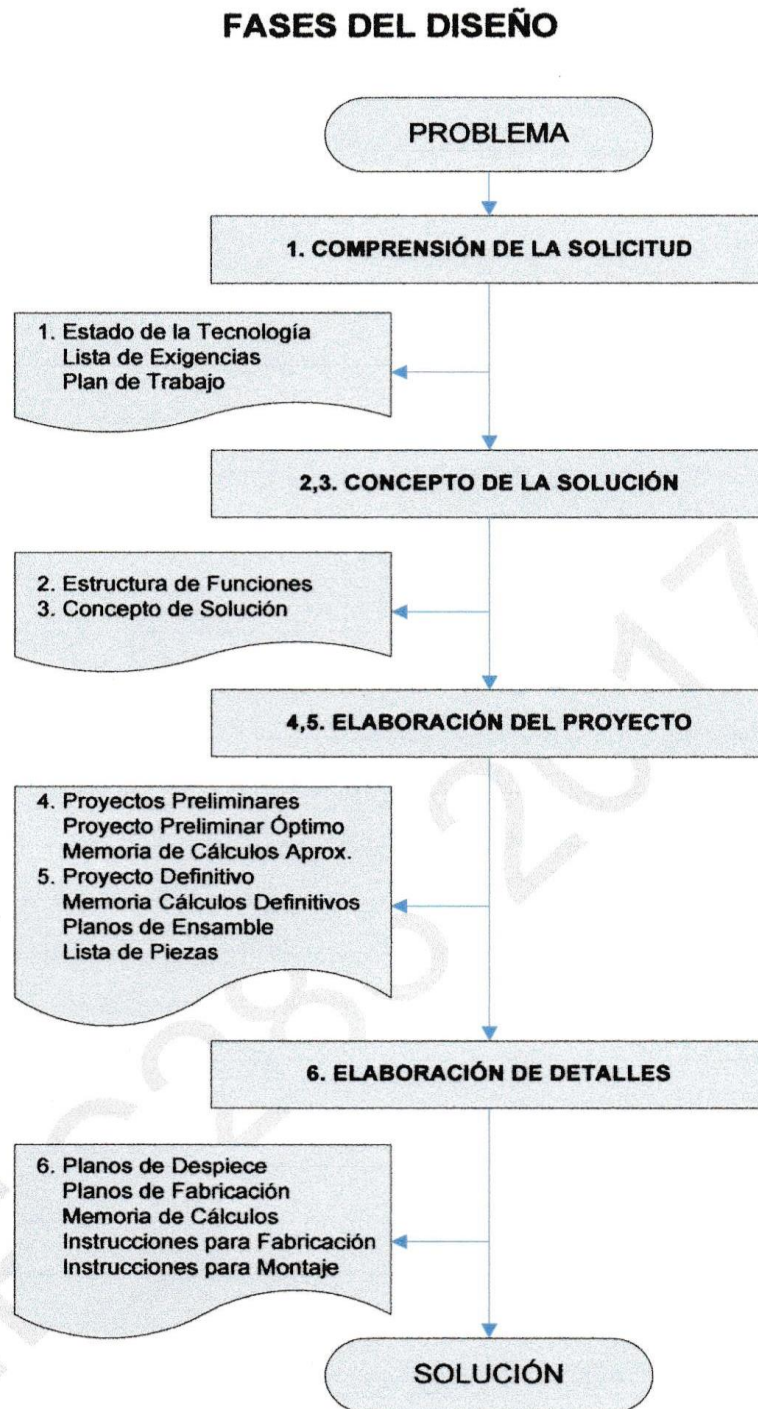 FASES DEL DISEÑO
PROBLEMA
1. COMPRENSIÓN DE LA SOLICITUD
1. Estado de la Tecnología
Lista de Exigencias
Plan de Trabajo
2,3. CONCEPTO DE LA SOLUCIÓN
2. Estructura de Funciones
3. Concepto de Solución
4,5. ELABORACIÓN DEL PROYECTO
4. Proyectos Preliminares
Proyecto Preliminar Óptimo
Memoria de Cálculos Aprox.
5. Proyecto Definitivo
Memoria Cálculos Definitivos
Planos de Ensamble
Lista de Piezas
6. ELABORACIÓN DE DETALLES
6. Planos de Despiece
Planos de Fabricación
Memoria de Cálculos
Instrucciones para Fabricación
Instrucciones para Montaje
SOLUCIÓN